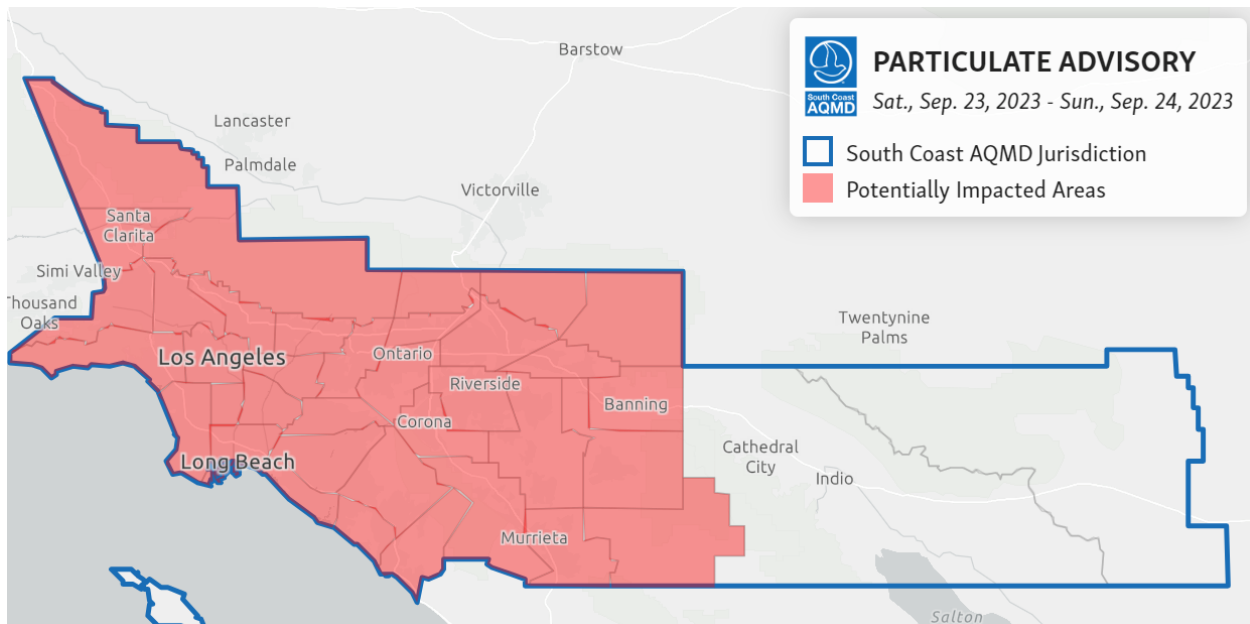 Barstow
South Coast
AQMD
PARTICULATE ADVISORY
Sat., Sep. 23, 2023 - Sun., Sep. 24, 2023
South Coast AQMD Jurisdiction
Potentially Impacted Areas
Lancaster
Palmdale
Victorville
Santa
Clarita
Simi Valley
Thousand
Oaks
Twentynine
Palms
Los Angeles
Ontario
Riverside
Banning
Corona
Cathedral
City
Long Beach
Indio
Murrieta
Salton